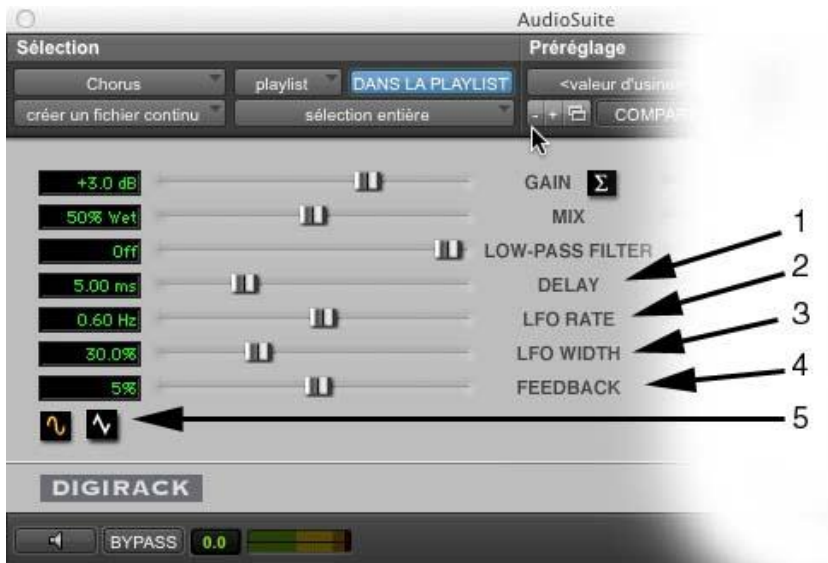 AudioSuite
Sélection Préréglage
Chorus playlist DANS LA PLAYLIST <valeur d'usine
créer un fichier continu sélection entière - +
+3.0 dB GAIN Σ
50% Wet MIX
Off LOW-PASS FILTER
5.00 ms DELAY 1
0.60 Hz LFO RATE 2
30.0% LFO WIDTH 3
5% FEEDBACK 4
5
DIGIRACK
BYPASS 0.0